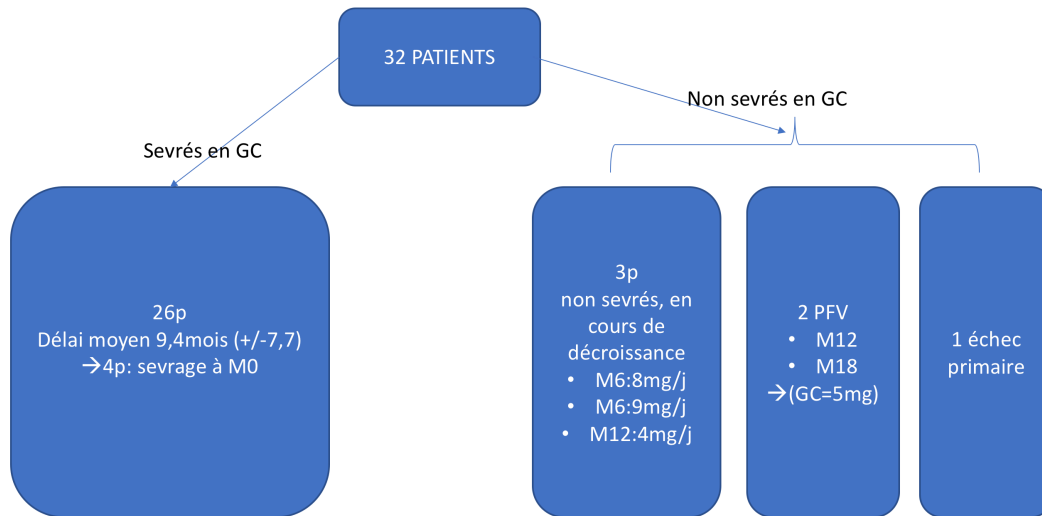 32 PATIENTS
Sevrés en GC
Non sevrés en GC
26p
Délai moyen 9,4mois (+/-7,7)
→4p: sevrage à M0
3p
non sevrés, en
cours de
décroissance
• M6:8mg/j
• M6:9mg/j
• M12:4mg/j
2 PFV
• M12
• M18
→(GC=5mg)
1 échec
primaire